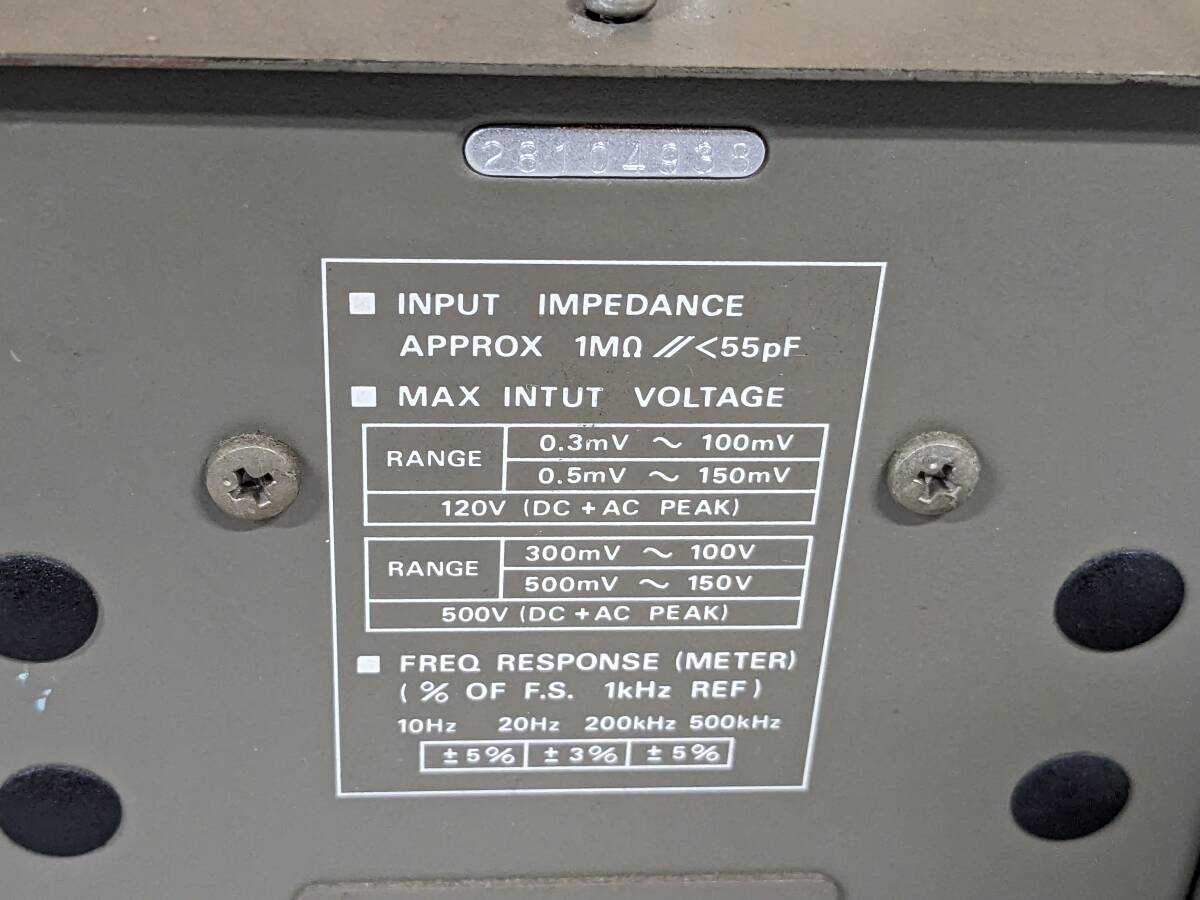 28104938
INPUT IMPEDANCE
APPROX 1MΩ //<55pF
MAX INTUT VOLTAGE
RANGE
0.3mV ~ 100mV
0.5mV ~ 150mV
120V (DC + AC PEAK)
RANGE
300mV ~ 100V
500mV ~ 150V
500V (DC + AC PEAK)
FREQ RESPONSE (METER)
(% OF F.S. 1kHz REF)
10Hz 20Hz 200kHz 500kHz
±5% ±3% ±5%